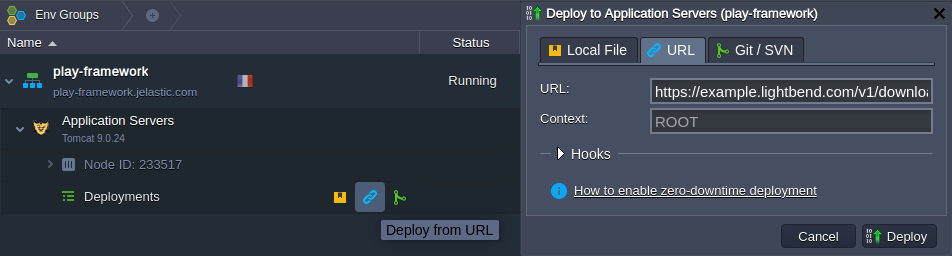 Env Groups
Name
Status
play-framework
play-framework.jelastic.com
Running
Application Servers
Tomcat 9.0.24
Node ID: 233517
Deployments
Deploy from URL
Deploy to Application Servers (play-framework)
Local File
URL
Git / SVN
URL:
https://example.lightbend.com/v1/downloa
Context:
ROOT
Hooks
How to enable zero-downtime deployment
Cancel
Deploy